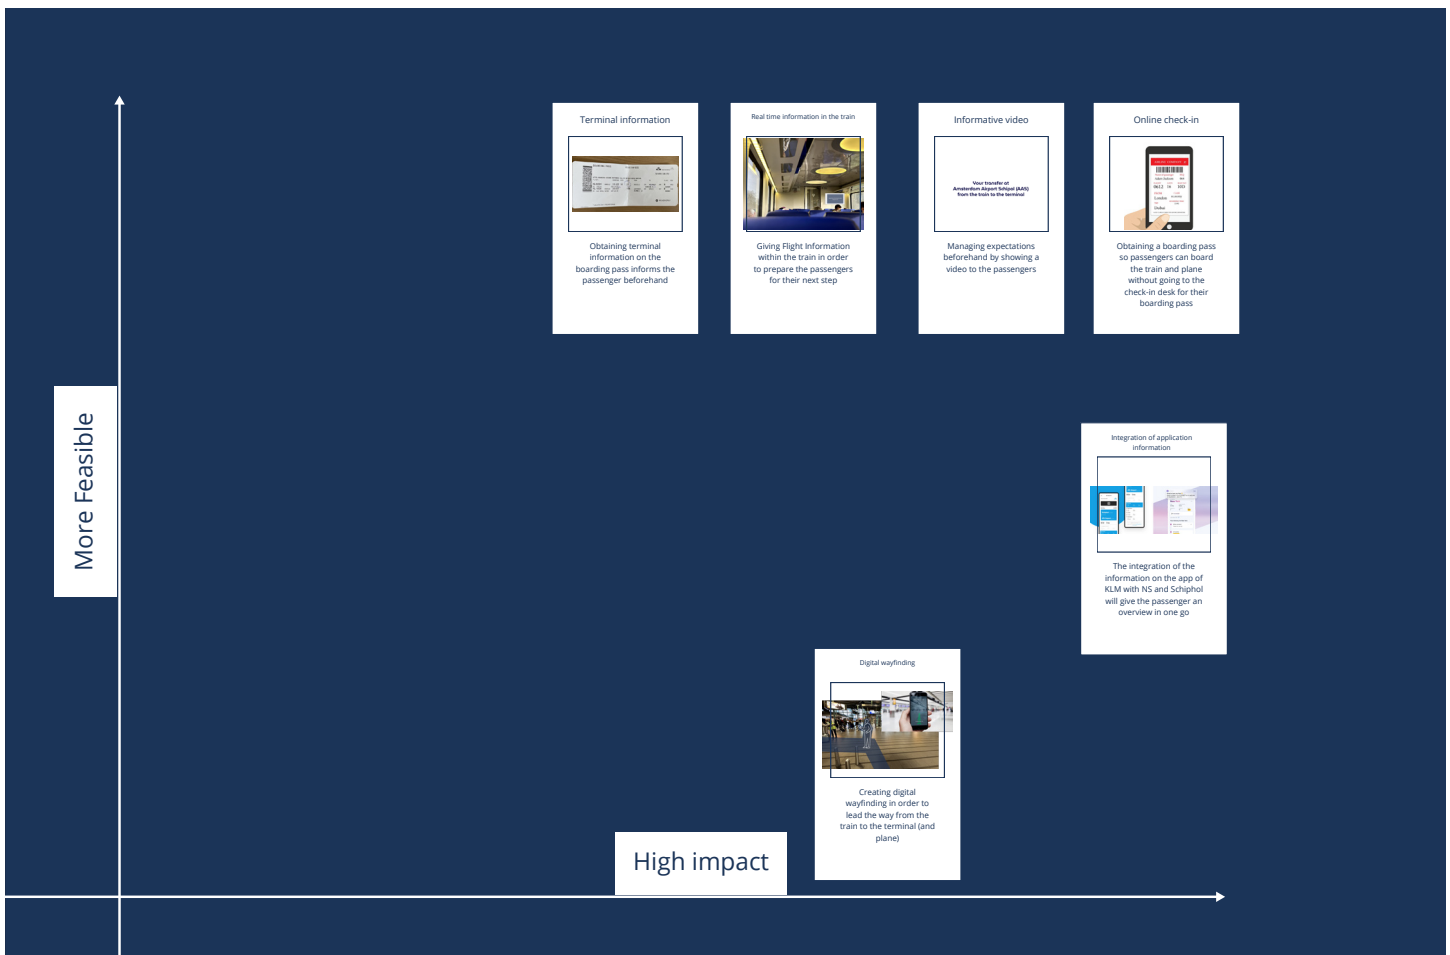 Terminal information
Obtaining terminal
information on the
boarding pass informs the
passenger beforehand
Real time information in the train
Giving Flight Information
within the train in order
to prepare the passengers
for their next step
Informative video
Your transfer at
Amsterdam Airport Schipol (AAS)
from the train to the terminal
Managing expectations
beforehand by showing a
video to the passengers
Online check-in
London
Dubai
Obtaining a boarding pass
so passengers can board
the train and plane
without going to the
check-in desk for their
boarding pass
More Feasible
Integration of application
information
The integration of the
information on the app of
KLM with NS and Schiphol
will give the passenger an
overview in one go
Digital wayfinding
Creating digital
wayfinding in order to
lead the way from the
train to the terminal (and
plane)
High impact